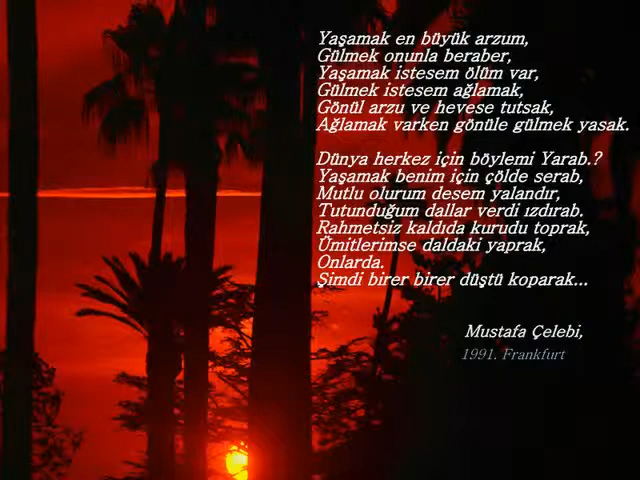 Yaşamak en büyük arzum,
Gülmek onunla beraber,
Yaşamak istesem ölüm var,
Gülmek istesem ağlamak,
Gönül arzu ve hevese tutsak,
Ağlamak varken gönüle gülmek yasak.
Dünya herkez için böylemi Yarab.?
Yaşamak benim için çölde serab,
Mutlu olurum desem yalandır,
Tutunduğum dallar verdi ızdırab.
Rahmetsiz kaldıda kurudu toprak,
Ümitlerimse daldaki yaprak,
Onlarda.
Şimdi birer birer düştü koparak...
Mustafa Çelebi,
1991. Frankfurt